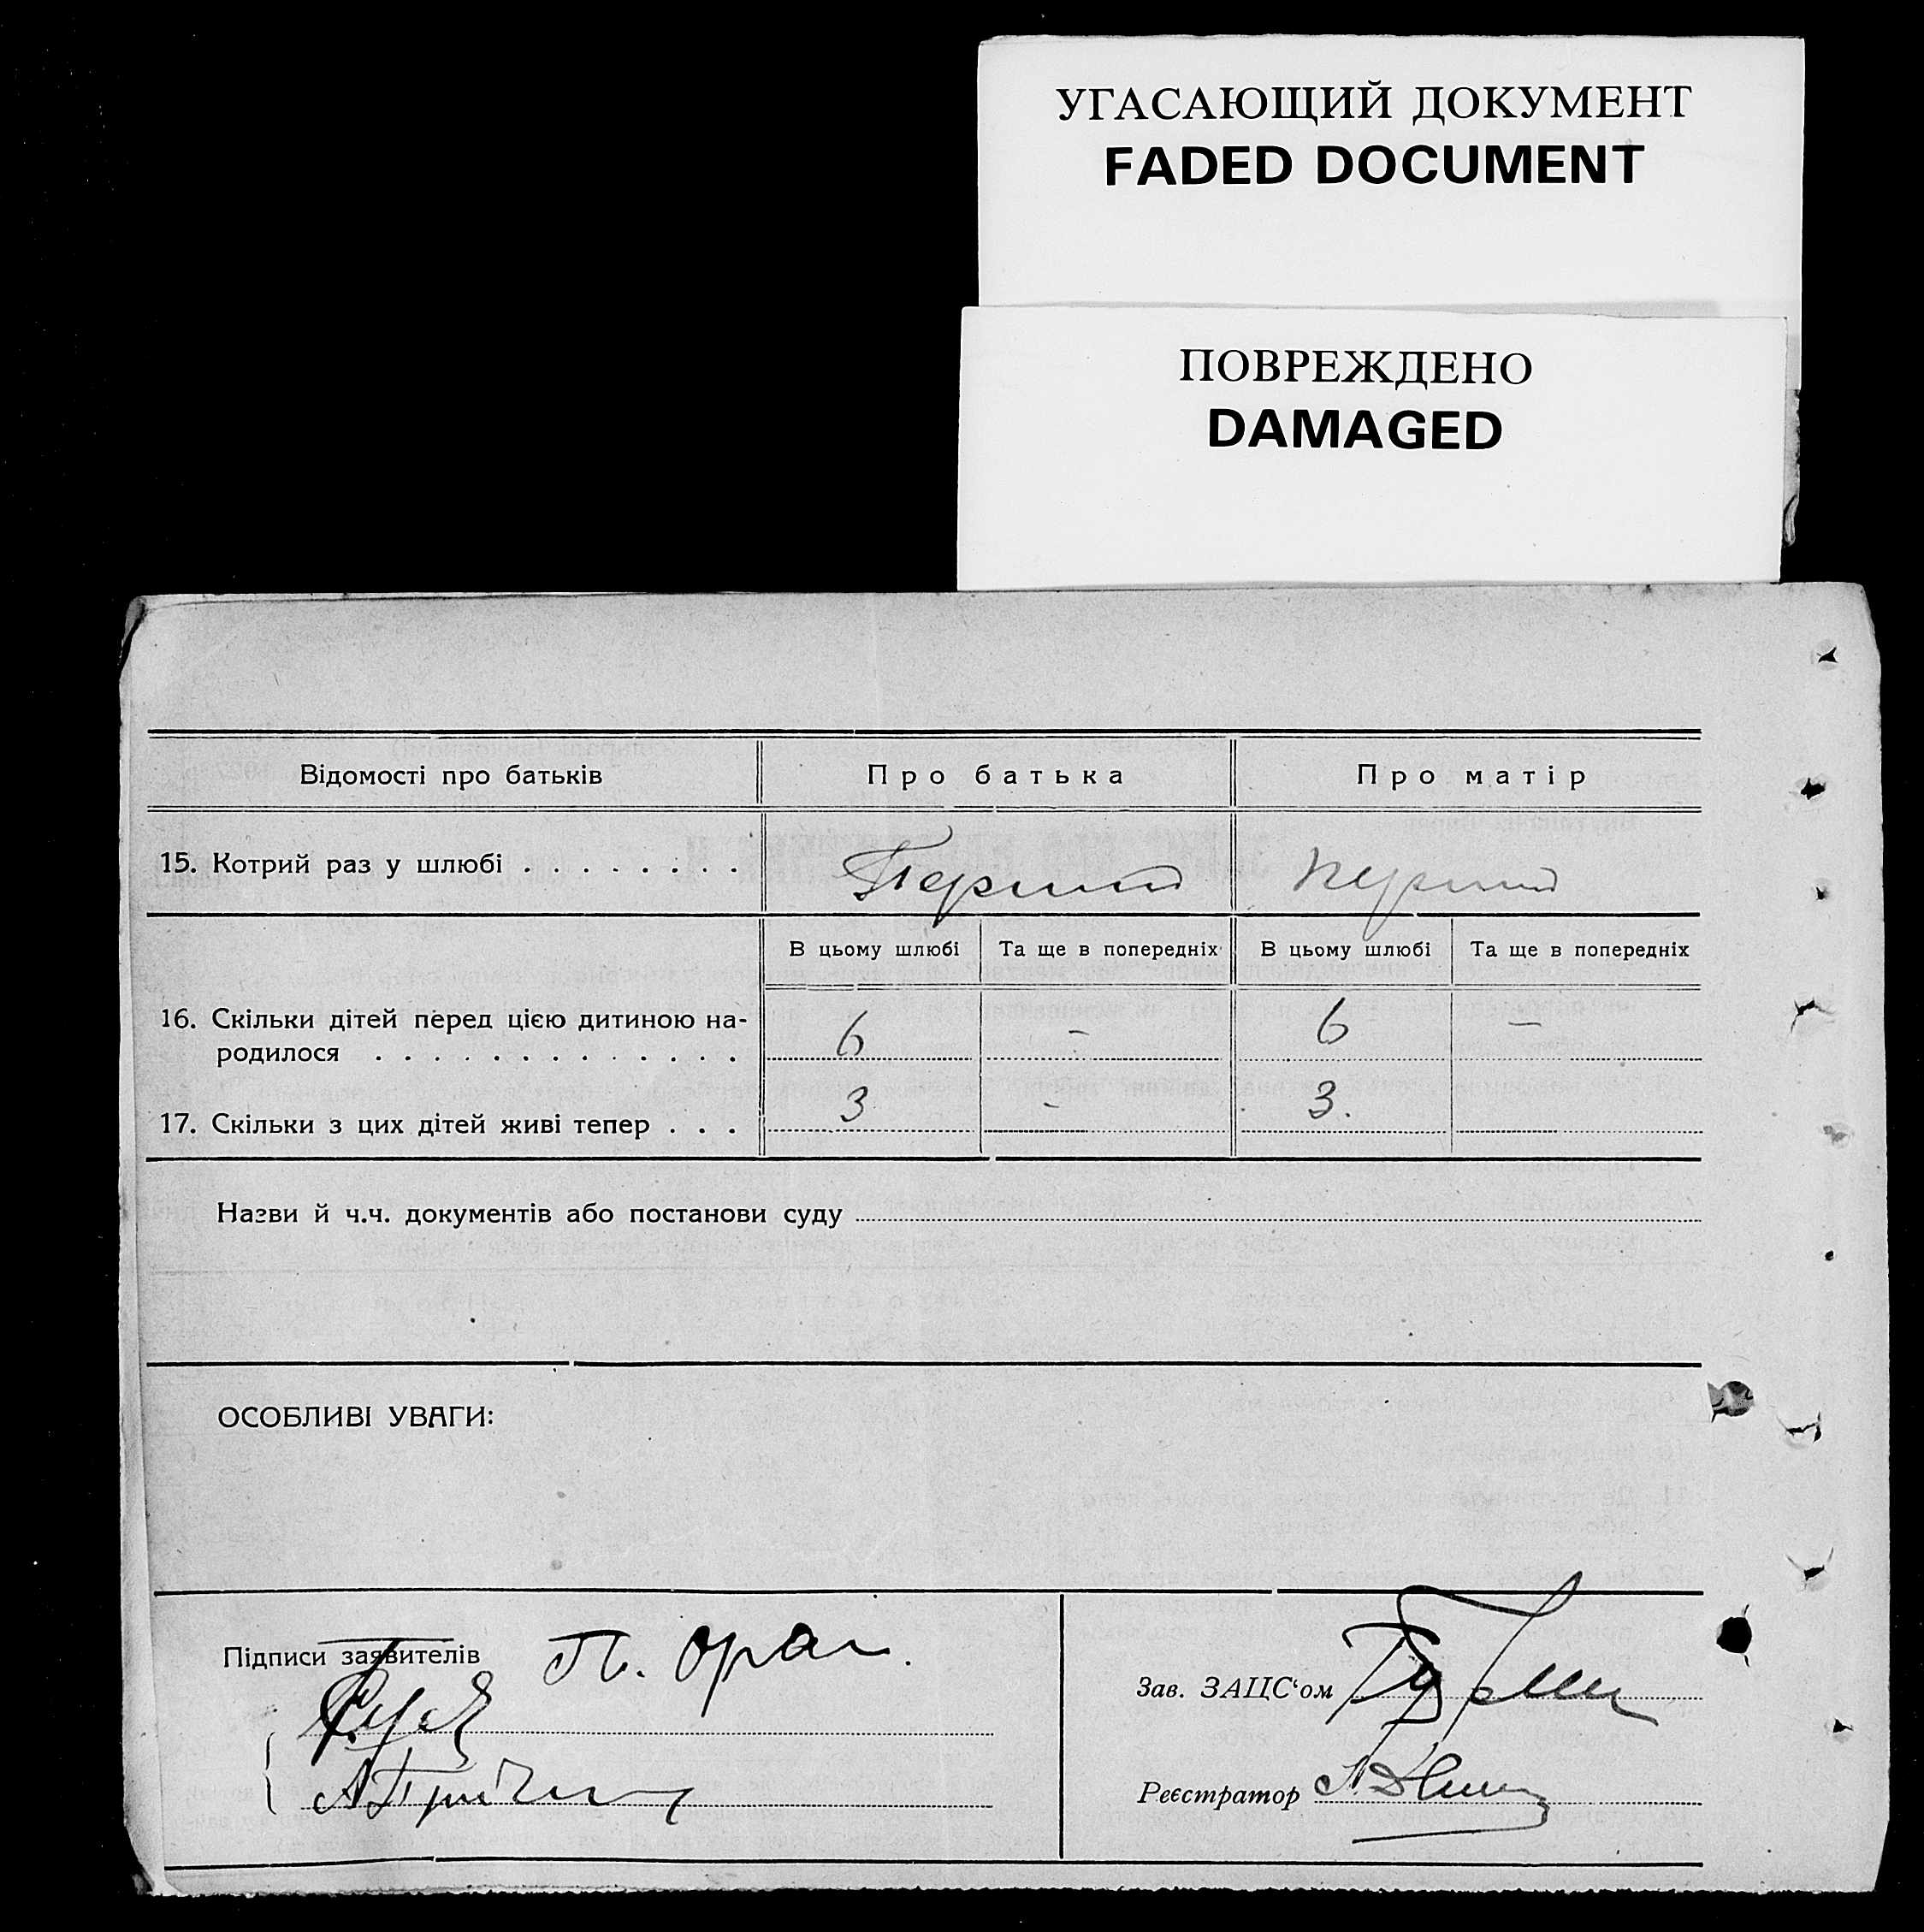 УГАСАЮЩИЙ ДОКУМЕНТ
FADED DOCUMENT
ПОВРЕЖДЕНО
DAMAGED
Відомості про батьків Про батька Про матір
15. Котрий раз у шлюбі . . . . . . . . Перший перший
В цьому шлюбі Та ще в попередніх В цьому шлюбі Та ще в попередніх
16. Скільки дітей перед цією дитиною на-
родилося . . . . . . . . . . . . . 6 – 6 –
17. Скільки з цих дітей живі тепер . . . 3 - 3.
Назви й ч.ч. документів або постанови суду
ОСОБЛИВІ УВАГИ:
Підписи заявителів
Зав. ЗАЦС‘ом
Реєстратор